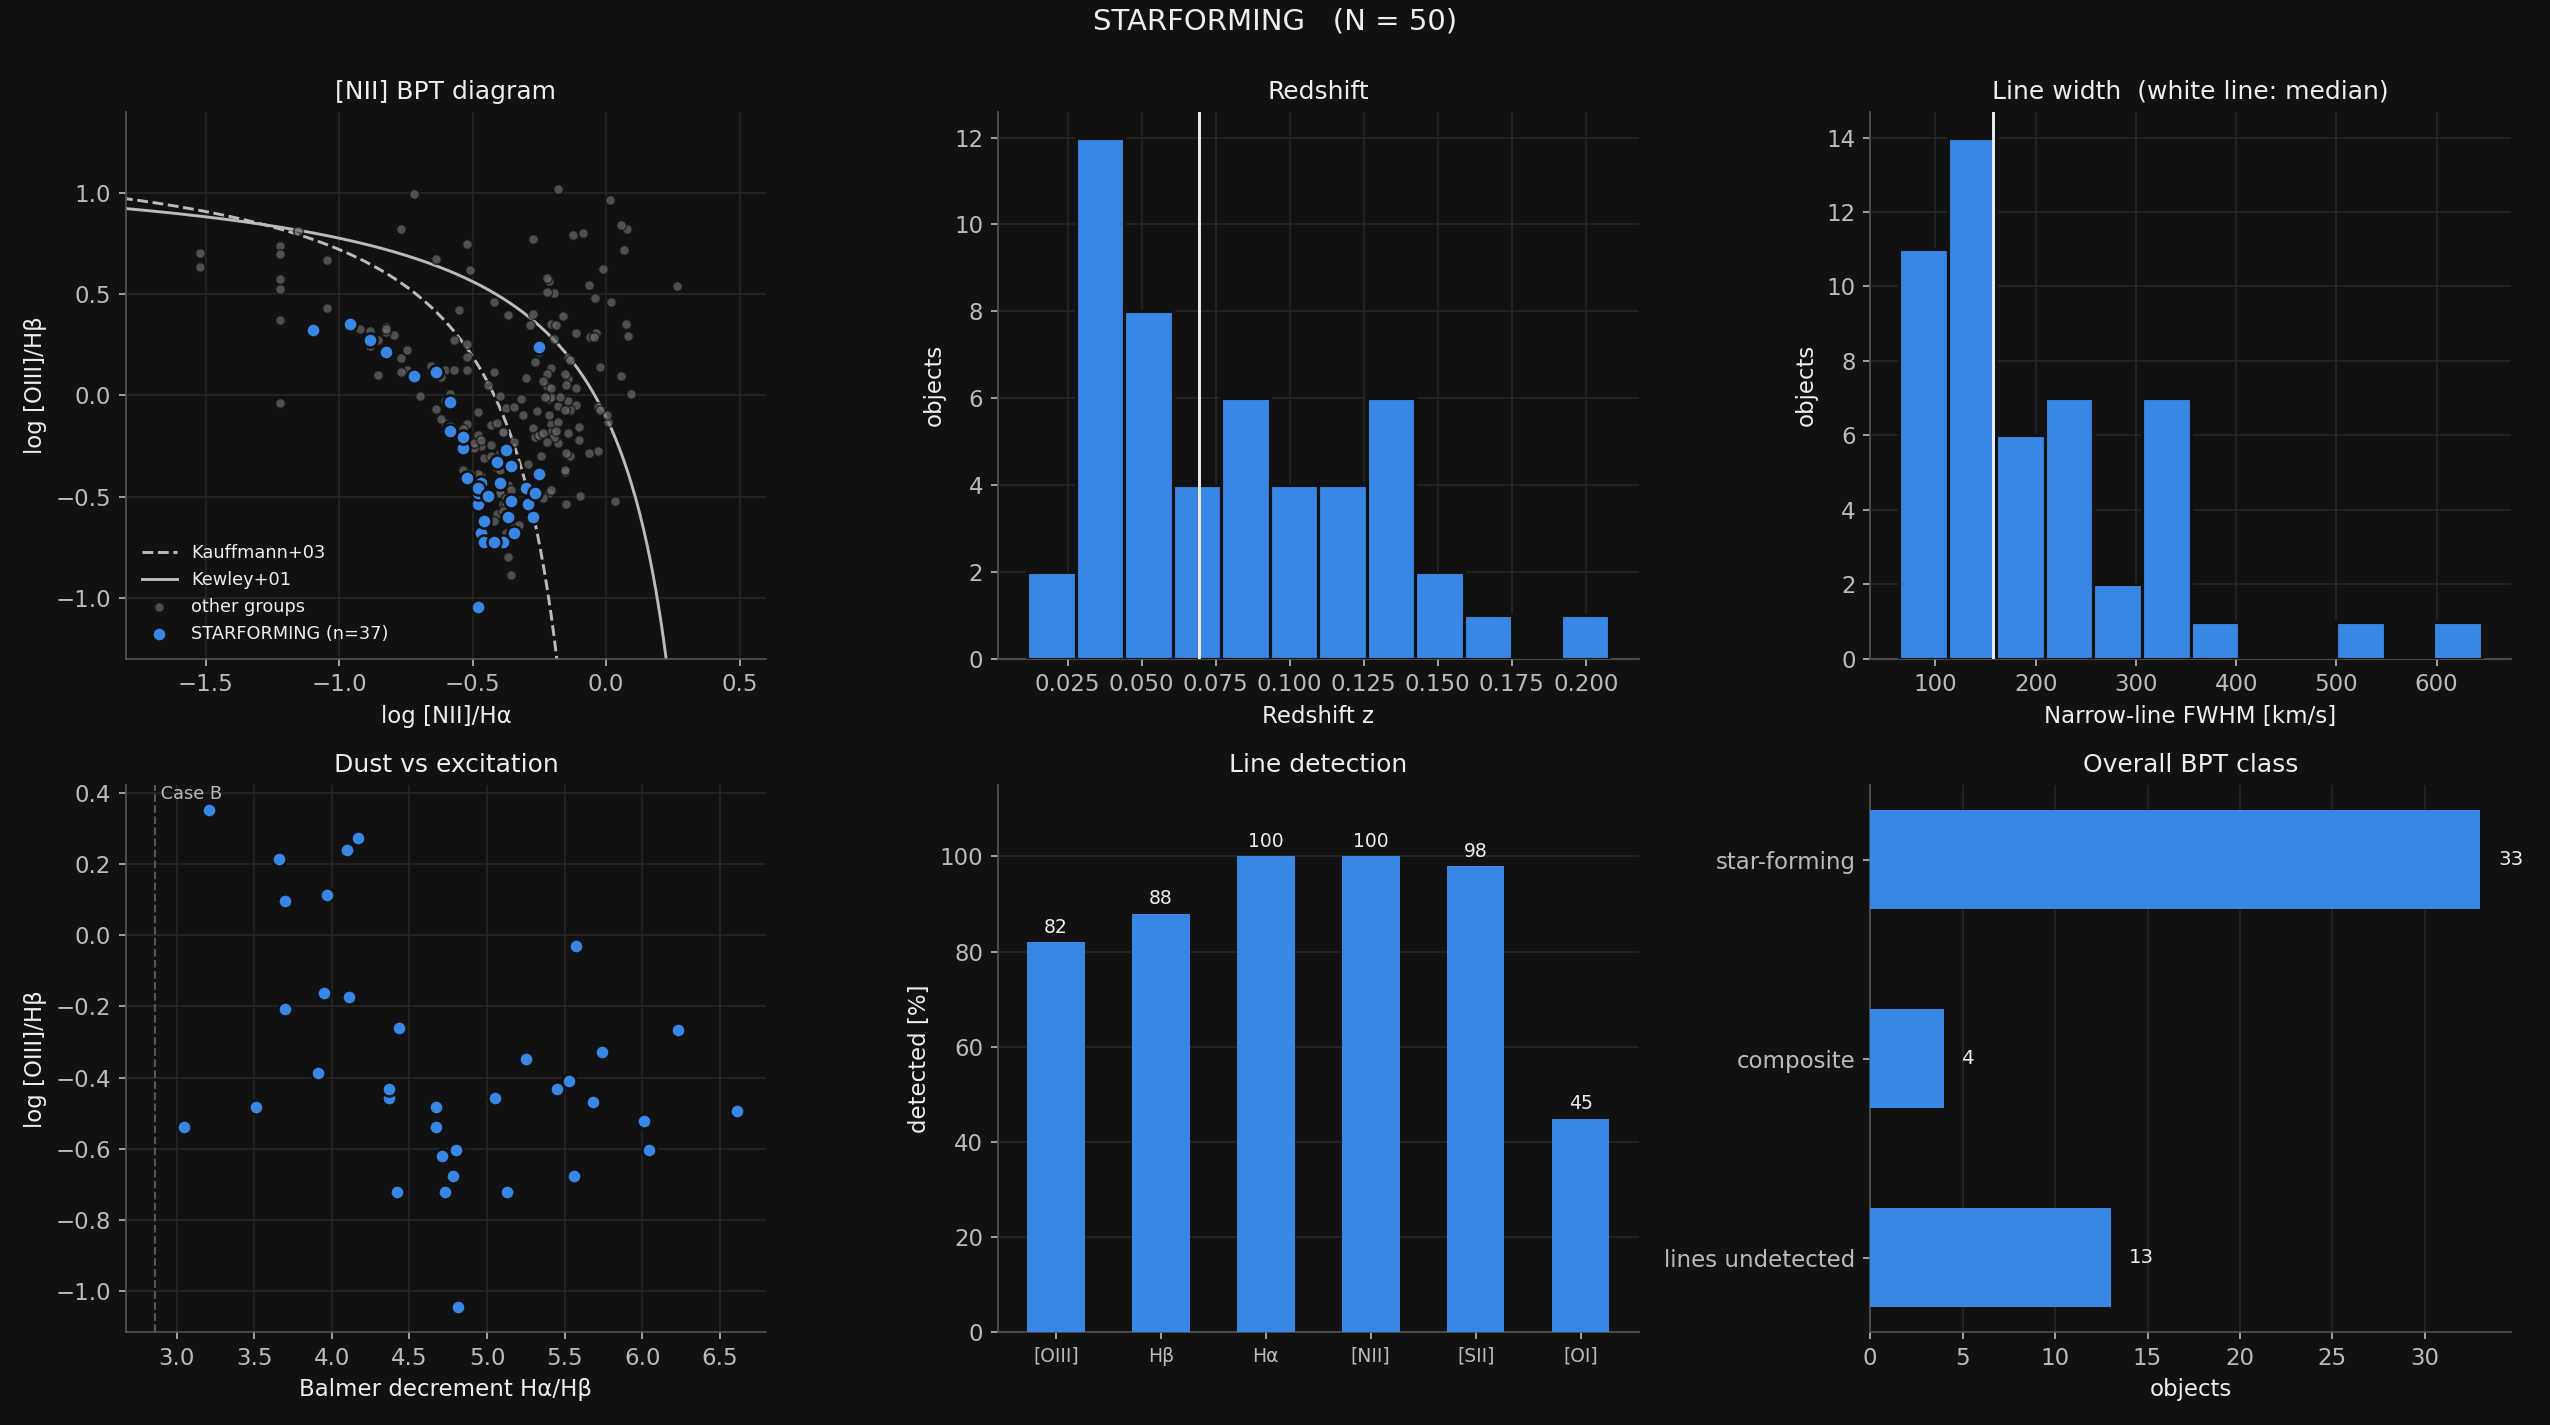 STARFORMING (N = 50)
[NII] BPT diagram
log [OIII]/Hβ
1.0
0.5
0.0
−0.5
−1.0
Kauffmann+03
Kewley+01
other groups
STARFORMING (n=37)
−1.5 −1.0 −0.5 0.0 0.5
log [NII]/Hα
Redshift
objects
12
10
8
6
4
2
0
0.025 0.050 0.075 0.100 0.125 0.150 0.175 0.200
Redshift z
Line width (white line: median)
objects
14
12
10
8
6
4
2
0
100 200 300 400 500 600
Narrow-line FWHM [km/s]
Dust vs excitation
Case B
log [OIII]/Hβ
0.4
0.2
0.0
−0.2
−0.4
−0.6
−0.8
−1.0
3.0 3.5 4.0 4.5 5.0 5.5 6.0 6.5
Balmer decrement Hα/Hβ
Line detection
detected [%]
100
80
60
40
20
0
82 88 100 100 98 45
[OIII] Hβ Hα [NII] [SII] [OI]
Overall BPT class
star-forming 33
composite 4
lines undetected 13
0 5 10 15 20 25 30
objects